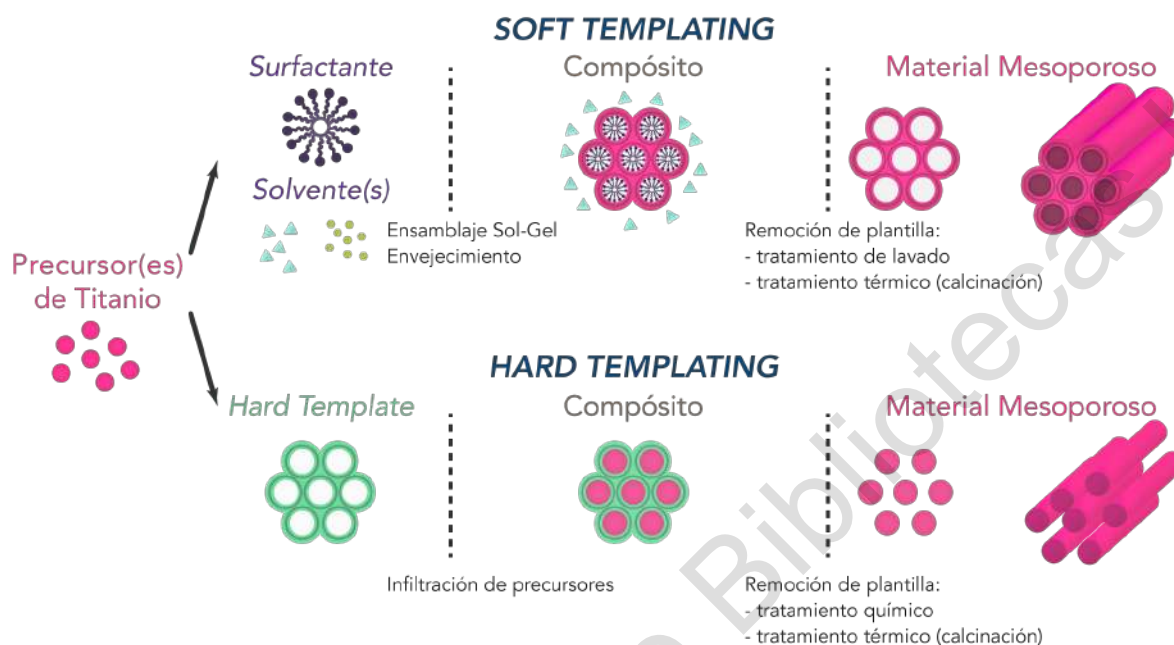 SOFT TEMPLATING
Surfactante
Compósito
Material Mesoporoso
Solvente(s)
Ensamblaje Sol-Gel
Envejecimiento
Remoción de plantilla:
- tratamiento de lavado
- tratamiento térmico (calcinación)
Precursor(es)
de Titanio
HARD TEMPLATING
Hard Template
Compósito
Material Mesoporoso
Infiltración de precursores
Remoción de plantilla:
- tratamiento químico
- tratamiento térmico (calcinación)
Bibliotecas